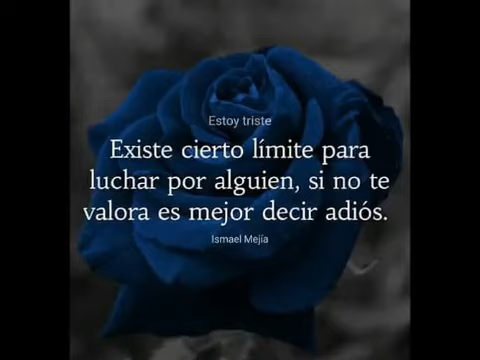 Estoy triste
Existe cierto límite para
luchar por alguien, si no te
valora es mejor decir adiós.
Ismael Mejía